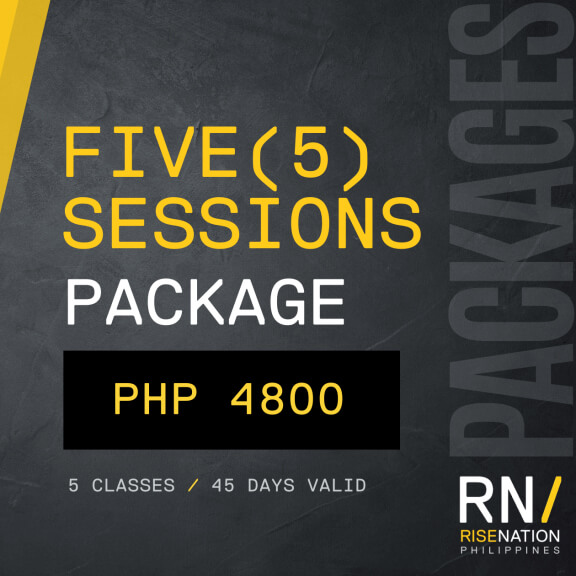 FIVE(5)
SESSIONS
PACKAGE
PHP 4800
5 CLASSES / 45 DAYS VALID
PACKAGES
RN/
RISENATION
PHILIPPINES